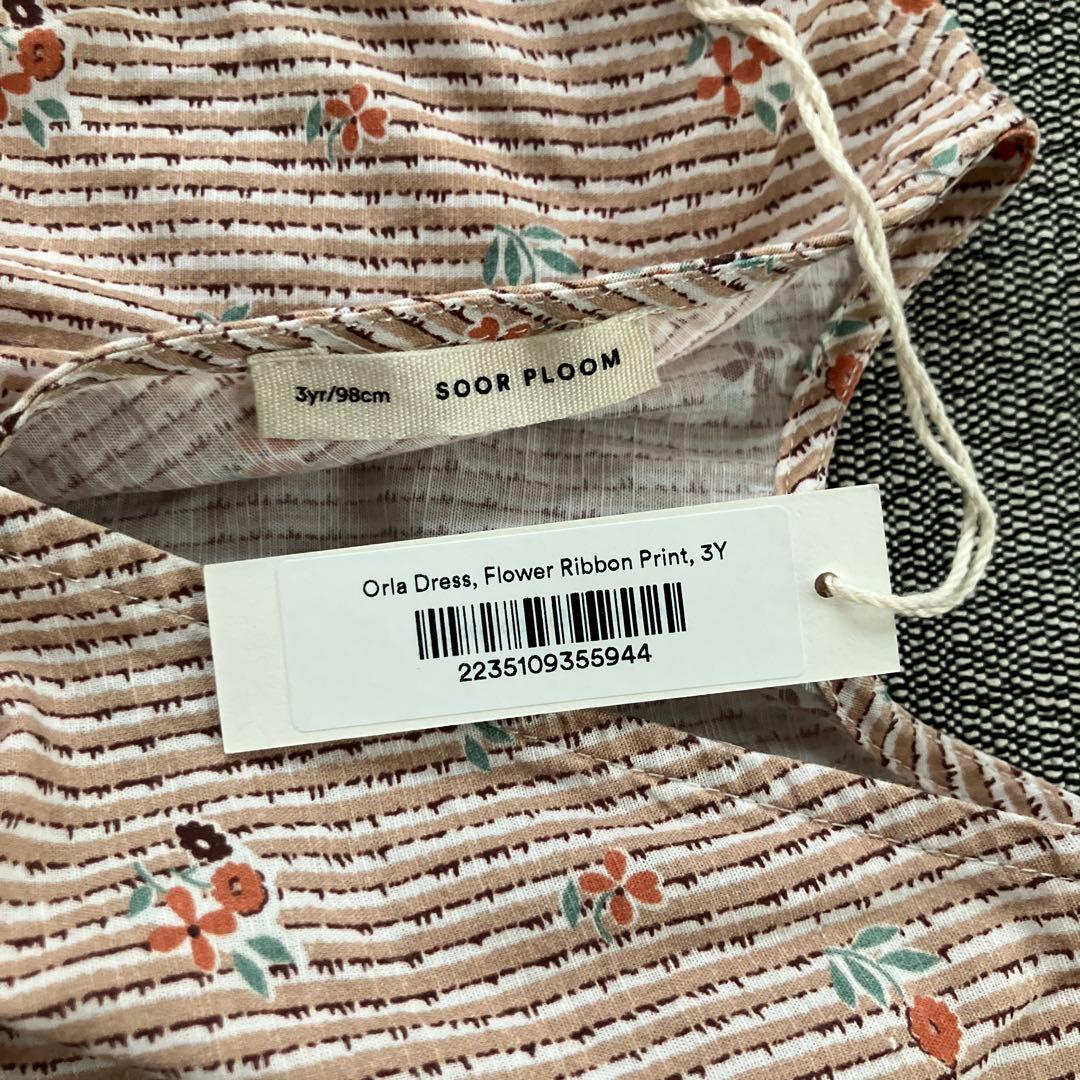 3yr/98cm SOOR PLOOM
Orla Dress, Flower Ribbon Print, 3Y
2235109355944